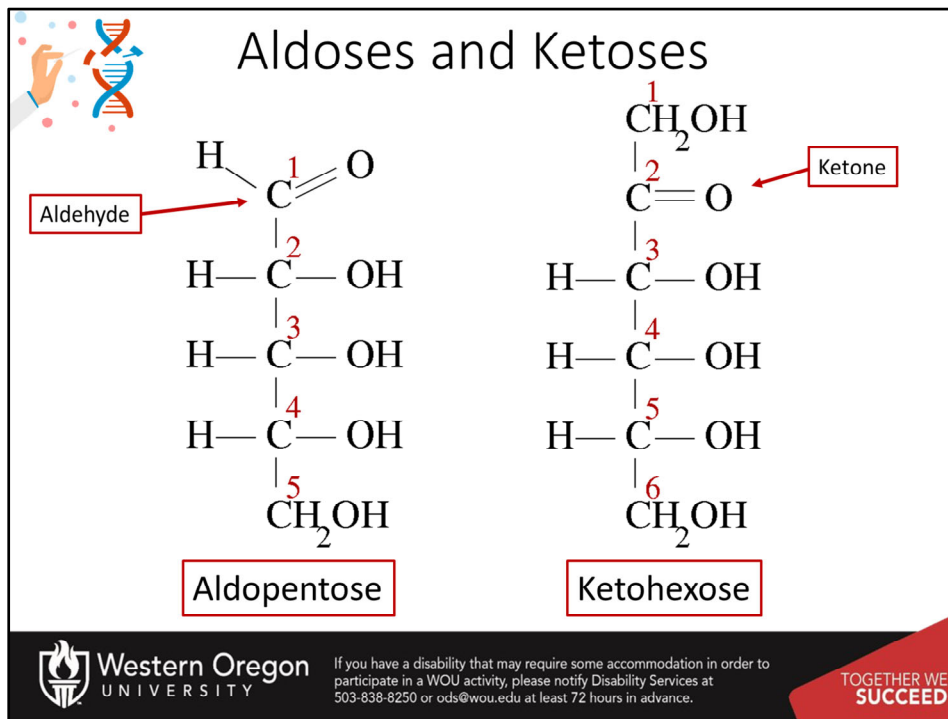 Aldoses and Ketoses
Aldehyde
H
1
C
O
2
H
C
OH
3
H
C
OH
4
H
C
OH
5
CH2OH
Aldopentose
1
CH2OH
2
C
O
Ketone
3
H
C
OH
4
H
C
OH
5
H
C
OH
6
CH2OH
Ketohexose
Western Oregon
UNIVERSITY
If you have a disability that may require some accommodation in order to
participate in a WOU activity, please notify Disability Services at
503-838-8250 or ods@wou.edu at least 72 hours in advance.
TOGETHER WE
SUCCEED